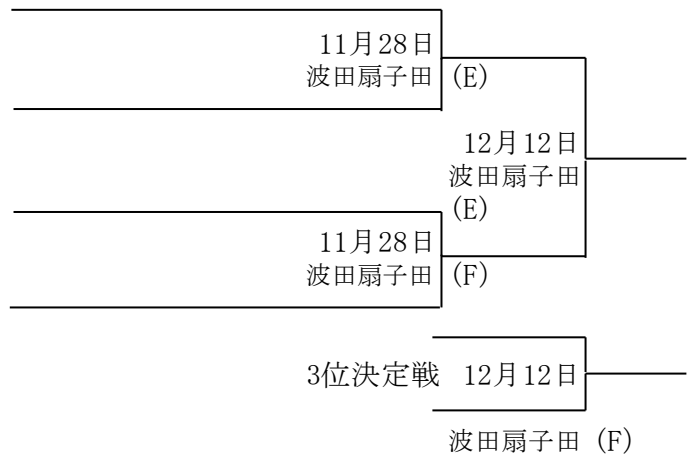 11月28日
波田扇子田 (E)
12月12日
波田扇子田
(E)
11月28日
波田扇子田 (F)
3位決定戦 12月12日
波田扇子田 (F)